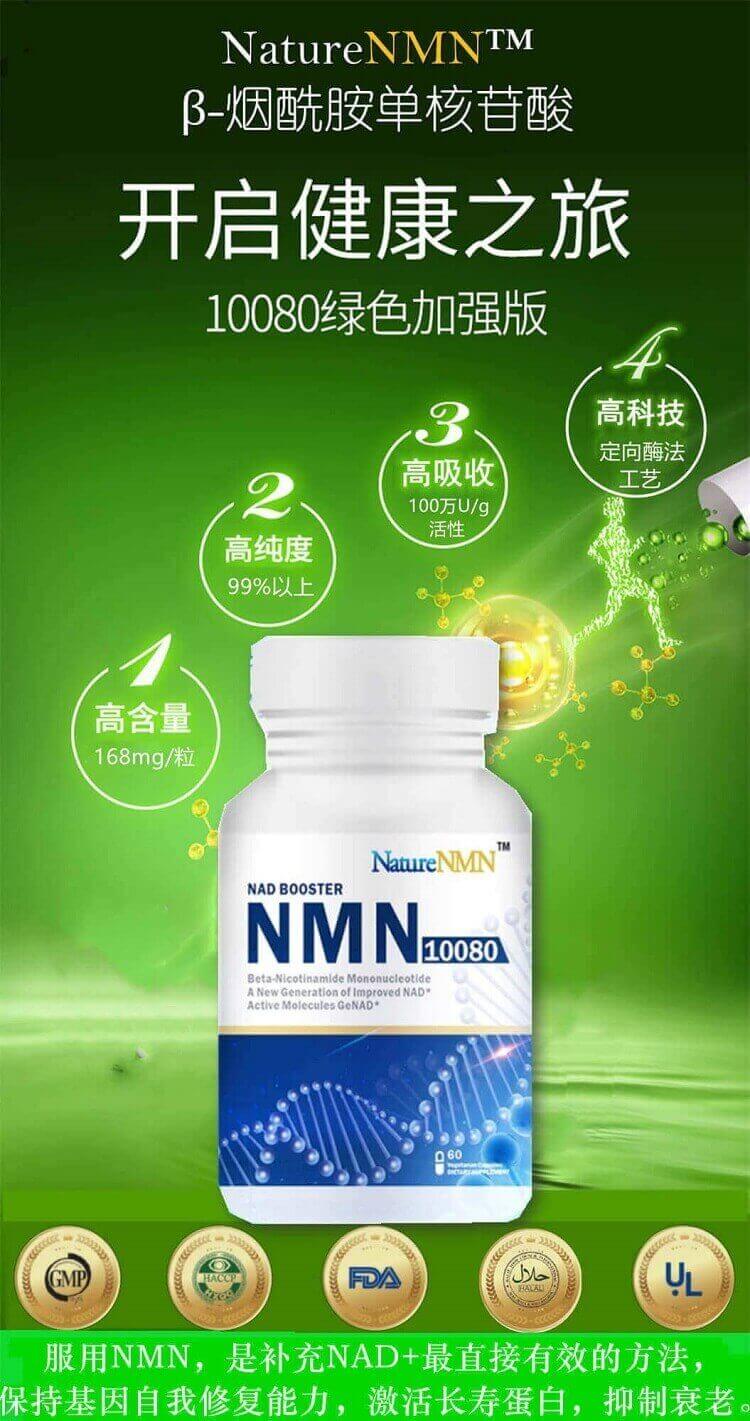 NatureNMN™
β-烟酰胺单核苷酸
开启健康之旅
10080绿色加强版
4
高科技
定向酶法
工艺
3
高吸收
100万U/g
活性
2
高纯度
99%以上
1
高含量
168mg/粒
NatureNMN™
NAD BOOSTER
NMN10080
Beta-Nicotinamide Mononucleotide
A New Generation of Improved NAD⁺
Active Molecules GeNAD⁺
60
Vegetarian Capsules
DIETARY SUPPLEMENT
GMP
HACCP
FDA
حلال
HALAL
UL
服用NMN，是补充NAD+最直接有效的方法，
保持基因自我修复能力，激活长寿蛋白，抑制衰老。